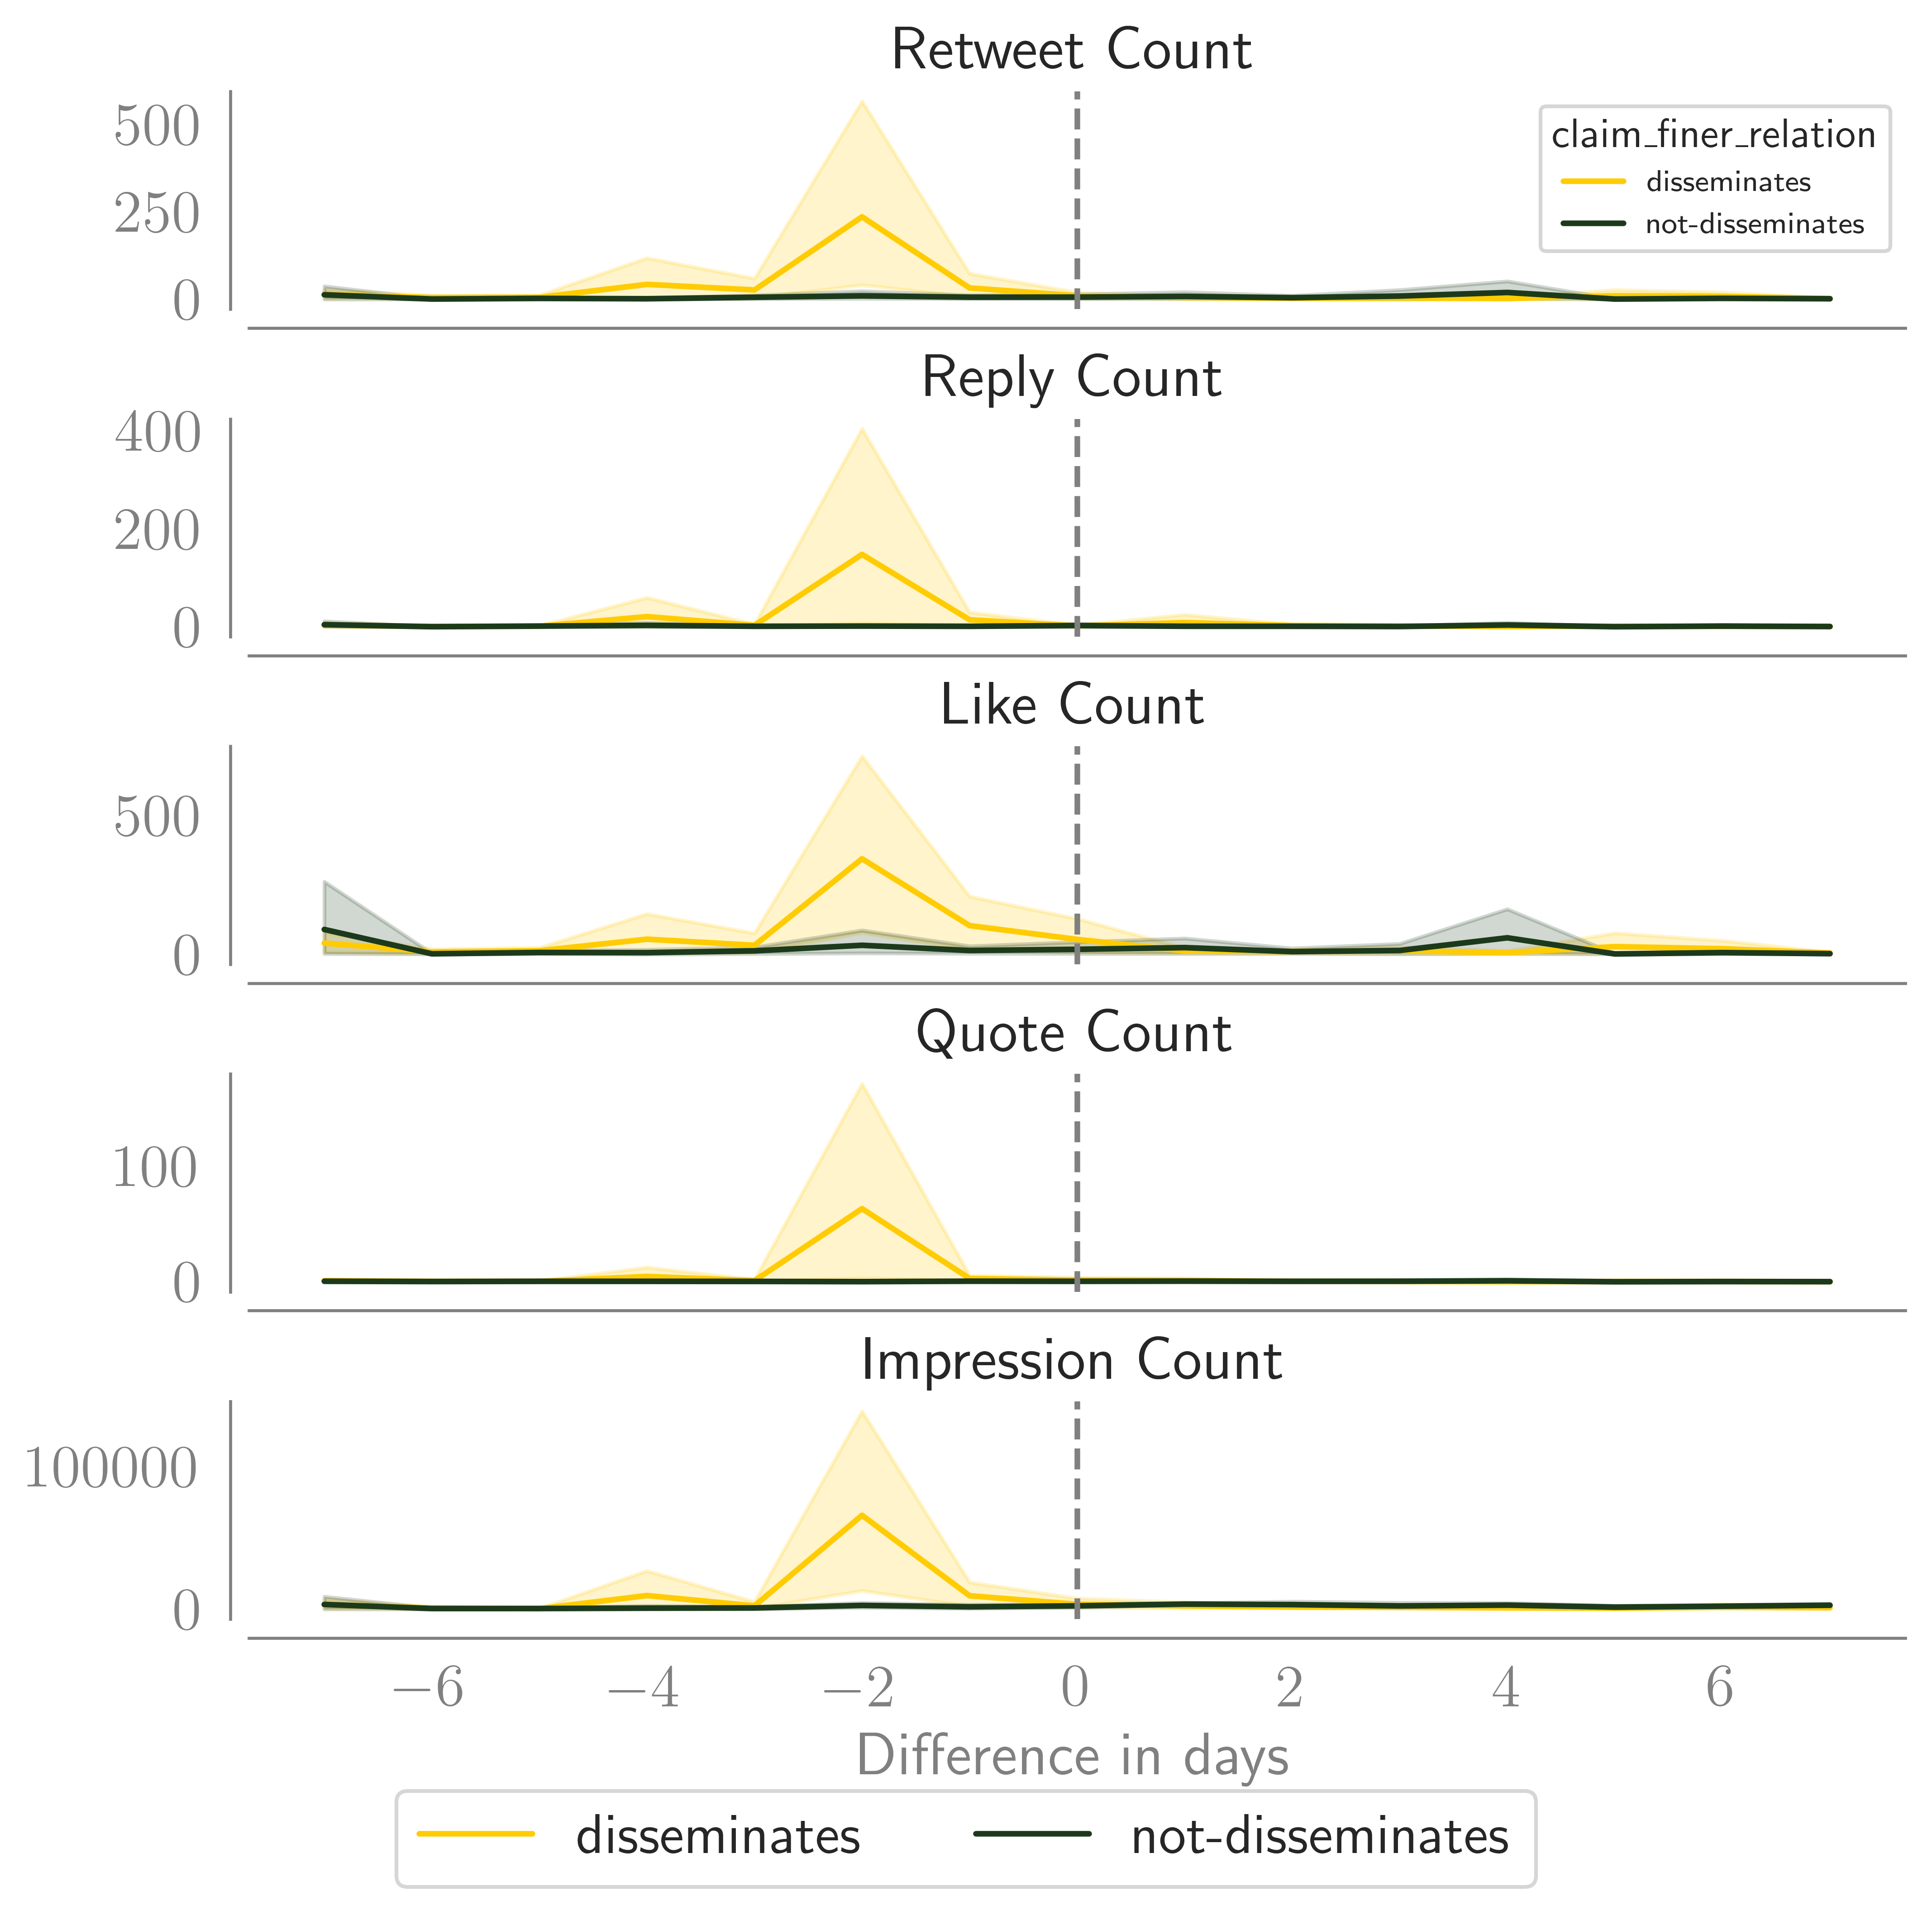 Retweet Count
500
250
0
claim_finer_relation
disseminates
not-disseminates
Reply Count
400
200
0
Like Count
500
0
Quote Count
100
0
Impression Count
100000
0
−6 −4 −2 0 2 4 6
Difference in days
disseminates not-disseminates